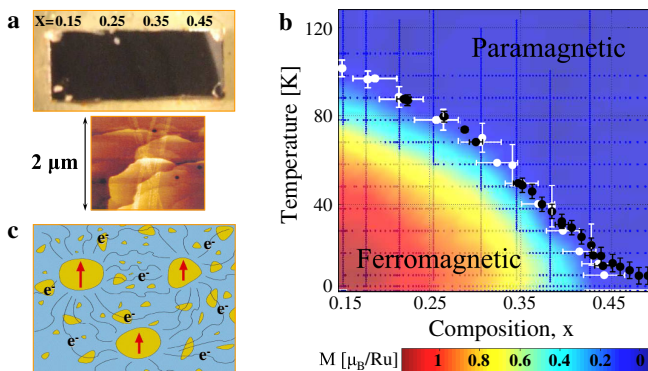 a
X=0.15 0.25 0.35 0.45
2 µm
c
e⁻
e⁻
e⁻
e⁻
e⁻
e⁻
e⁻
b
Temperature [K]
120
80
40
0
Paramagnetic
Ferromagnetic
0.15 0.25 0.35 0.45
Composition, x
M [μ_B/Ru] 1 0.8 0.6 0.4 0.2 0